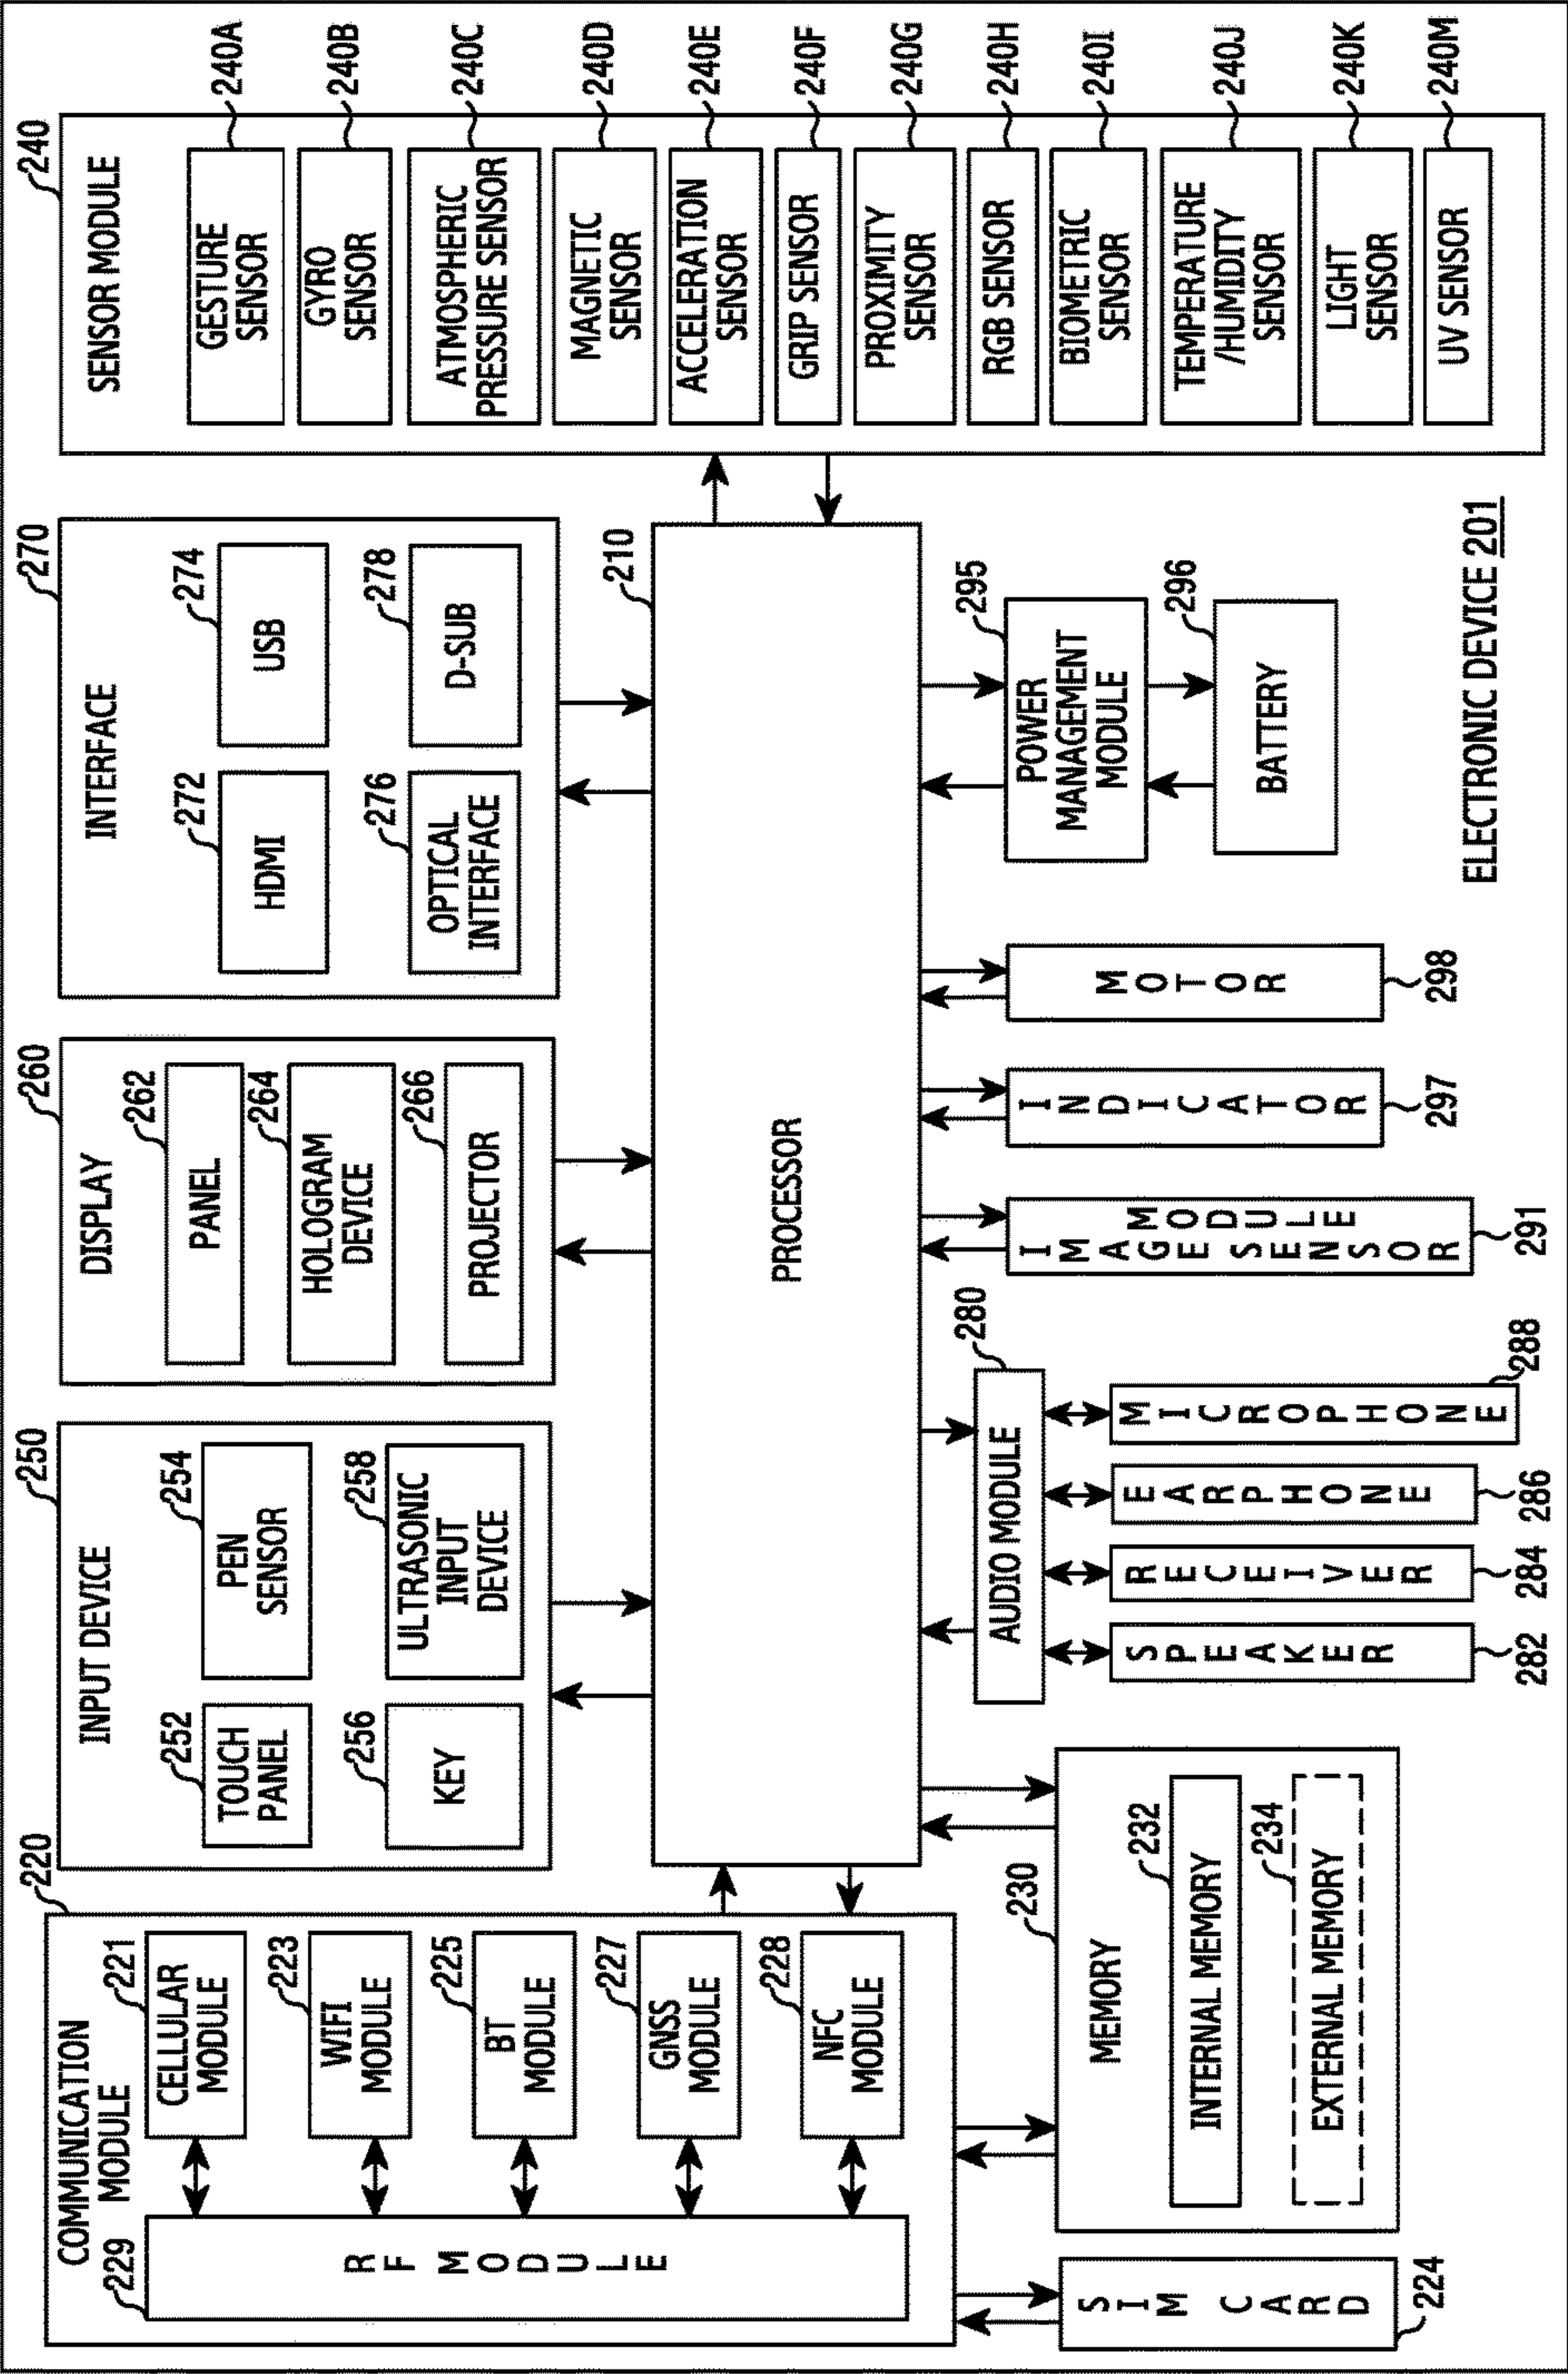 COMMUNICATION
MODULE
220
229
RF MODULE
221
CELLULAR
MODULE
223
WIFI
MODULE
225
BT
MODULE
227
GNSS
MODULE
228
NFC
MODULE
SIM CARD
224
250
INPUT DEVICE
252
TOUCH
PANEL
254
PEN
SENSOR
256
KEY
258
ULTRASONIC
INPUT
DEVICE
260
DISPLAY
262
PANEL
264
HOLOGRAM
DEVICE
266
PROJECTOR
270
INTERFACE
272
HDMI
274
USB
276
OPTICAL
INTERFACE
278
D-SUB
240
SENSOR MODULE
GESTURE
SENSOR
240A
GYRO
SENSOR
240B
ATMOSPHERIC
PRESSURE SENSOR
240C
MAGNETIC
SENSOR
240D
ACCELERATION
SENSOR
240E
GRIP SENSOR
240F
PROXIMITY
SENSOR
240G
RGB SENSOR
240H
BIOMETRIC
SENSOR
240I
TEMPERATURE
/HUMIDITY
SENSOR
240J
LIGHT
SENSOR
240K
UV SENSOR
240M
210
PROCESSOR
230
MEMORY
232
INTERNAL MEMORY
234
EXTERNAL MEMORY
280
AUDIO MODULE
SPEAKER
282
RECEIVER
284
EARPHONE
286
MICROPHONE
288
IMAGE SENSOR
MODULE
291
INDICATOR
297
MOTOR
298
295
POWER
MANAGEMENT
MODULE
296
BATTERY
ELECTRONIC DEVICE 201